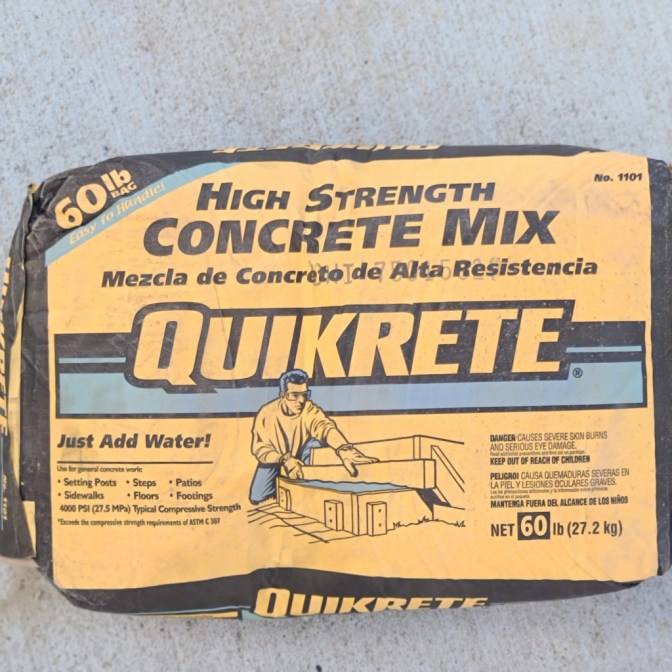 60 lb
BAG
Easy to Handle!
No. 1101
HIGH STRENGTH
CONCRETE MIX
Mezcla de Concreto de Alta Resistencia
QUIKRETE®
Just Add Water!
Use for general concrete work:
• Setting Posts • Steps • Patios
• Sidewalks • Floors • Footings
4000 PSI (27.5 MPa) Typical Compressive Strength
*Exceeds the compressive strength requirements of ASTM C 387
DANGER: CAUSES SEVERE SKIN BURNS
AND SERIOUS EYE DAMAGE.
KEEP OUT OF REACH OF CHILDREN
PELIGRO: CAUSA QUEMADURAS SEVERAS EN
LA PIEL Y LESIONES OCULARES GRAVES.
MANTENGA FUERA DEL ALCANCE DE LOS NIÑOS
NET 60 lb (27.2 kg)
QUIKRETE